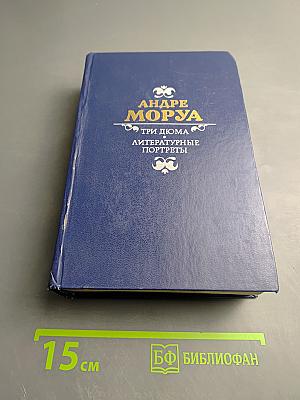 АНДРЕ
МОРУА
ТРИ ДЮМА
ЛИТЕРАТУРНЫЕ
ПОРТРЕТЫ
15 см
БФ БИБЛИОФАН